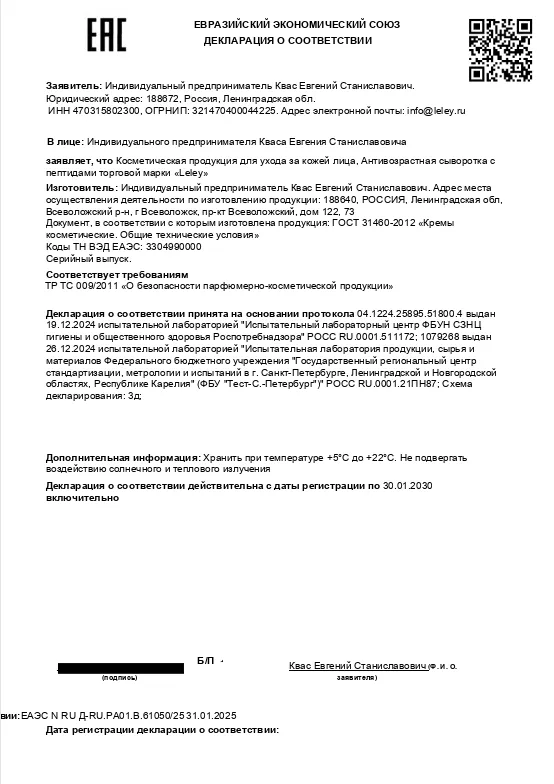 EAC
ЕВРАЗИЙСКИЙ ЭКОНОМИЧЕСКИЙ СОЮЗ
ДЕКЛАРАЦИЯ О СООТВЕТСТВИИ
Заявитель: Индивидуальный предприниматель Квас Евгений Станиславович.
Юридический адрес: 188672, Россия, Ленинградская обл.
ИНН 470315802300, ОГРНИП: 321470400044225. Адрес электронной почты: info@leley.ru
В лице: Индивидуального предпринимателя Кваса Евгения Станиславовича
заявляет, что Косметическая продукция для ухода за кожей лица, Антивозрастная сыворотка с
пептидами торговой марки «Leley»
Изготовитель: Индивидуальный предприниматель Квас Евгений Станиславович. Адрес места
осуществления деятельности по изготовлению продукции: 188640, РОССИЯ, Ленинградская обл,
Всеволожский р-н, г Всеволожск, пр-кт Всеволожский, дом 122, 73
Документ, в соответствии с которым изготовлена продукция: ГОСТ 31460-2012 «Кремы
косметические. Общие технические условия»
Коды ТН ВЭД ЕАЭС: 3304990000
Серийный выпуск.
Соответствует требованиям
ТР ТС 009/2011 «О безопасности парфюмерно-косметической продукции»
Декларация о соответствии принята на основании протокола 04.1224.25895.51800.4 выдан
19.12.2024 испытательной лабораторией "Испытательный лабораторный центр ФБУН СЗНЦ
гигиены и общественного здоровья Роспотребнадзора" РОСС RU.0001.511172; 1079268 выдан
26.12.2024 испытательной лабораторией "Испытательная лаборатория продукции, сырья и
материалов Федерального бюджетного учреждения "Государственный региональный центр
стандартизации, метрологии и испытаний в г. Санкт-Петербурге, Ленинградской и Новгородской
областях, Республике Карелия" (ФБУ "Тест-С.-Петербург")" РОСС RU.0001.21ПН87; Схема
декларирования: 3д;
Дополнительная информация: Хранить при температуре +5°С до +22°С. Не подвергать
воздействию солнечного и теплового излучения
Декларация о соответствии действительна с даты регистрации по 30.01.2030
включительно
Б/П
Квас Евгений Станиславович (Ф. И. О.
(подпись)
заявителя)
вии:ЕАЭС N RU Д-RU.РА01.В.61050/25 31.01.2025
Дата регистрации декларации о соответствии: